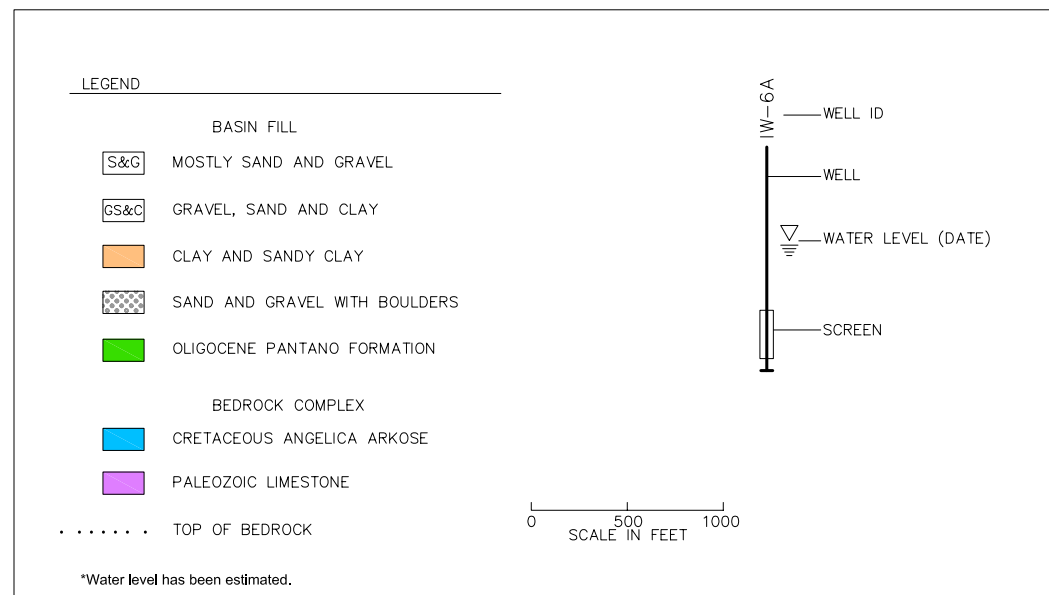 LEGEND
BASIN FILL
S&G MOSTLY SAND AND GRAVEL
GS&C GRAVEL, SAND AND CLAY
CLAY AND SANDY CLAY
SAND AND GRAVEL WITH BOULDERS
OLIGOCENE PANTANO FORMATION
BEDROCK COMPLEX
CRETACEOUS ANGELICA ARKOSE
PALEOZOIC LIMESTONE
TOP OF BEDROCK
*Water level has been estimated.
IW-6A
WELL ID
WELL
WATER LEVEL (DATE)
SCREEN
0 500 1000
SCALE IN FEET